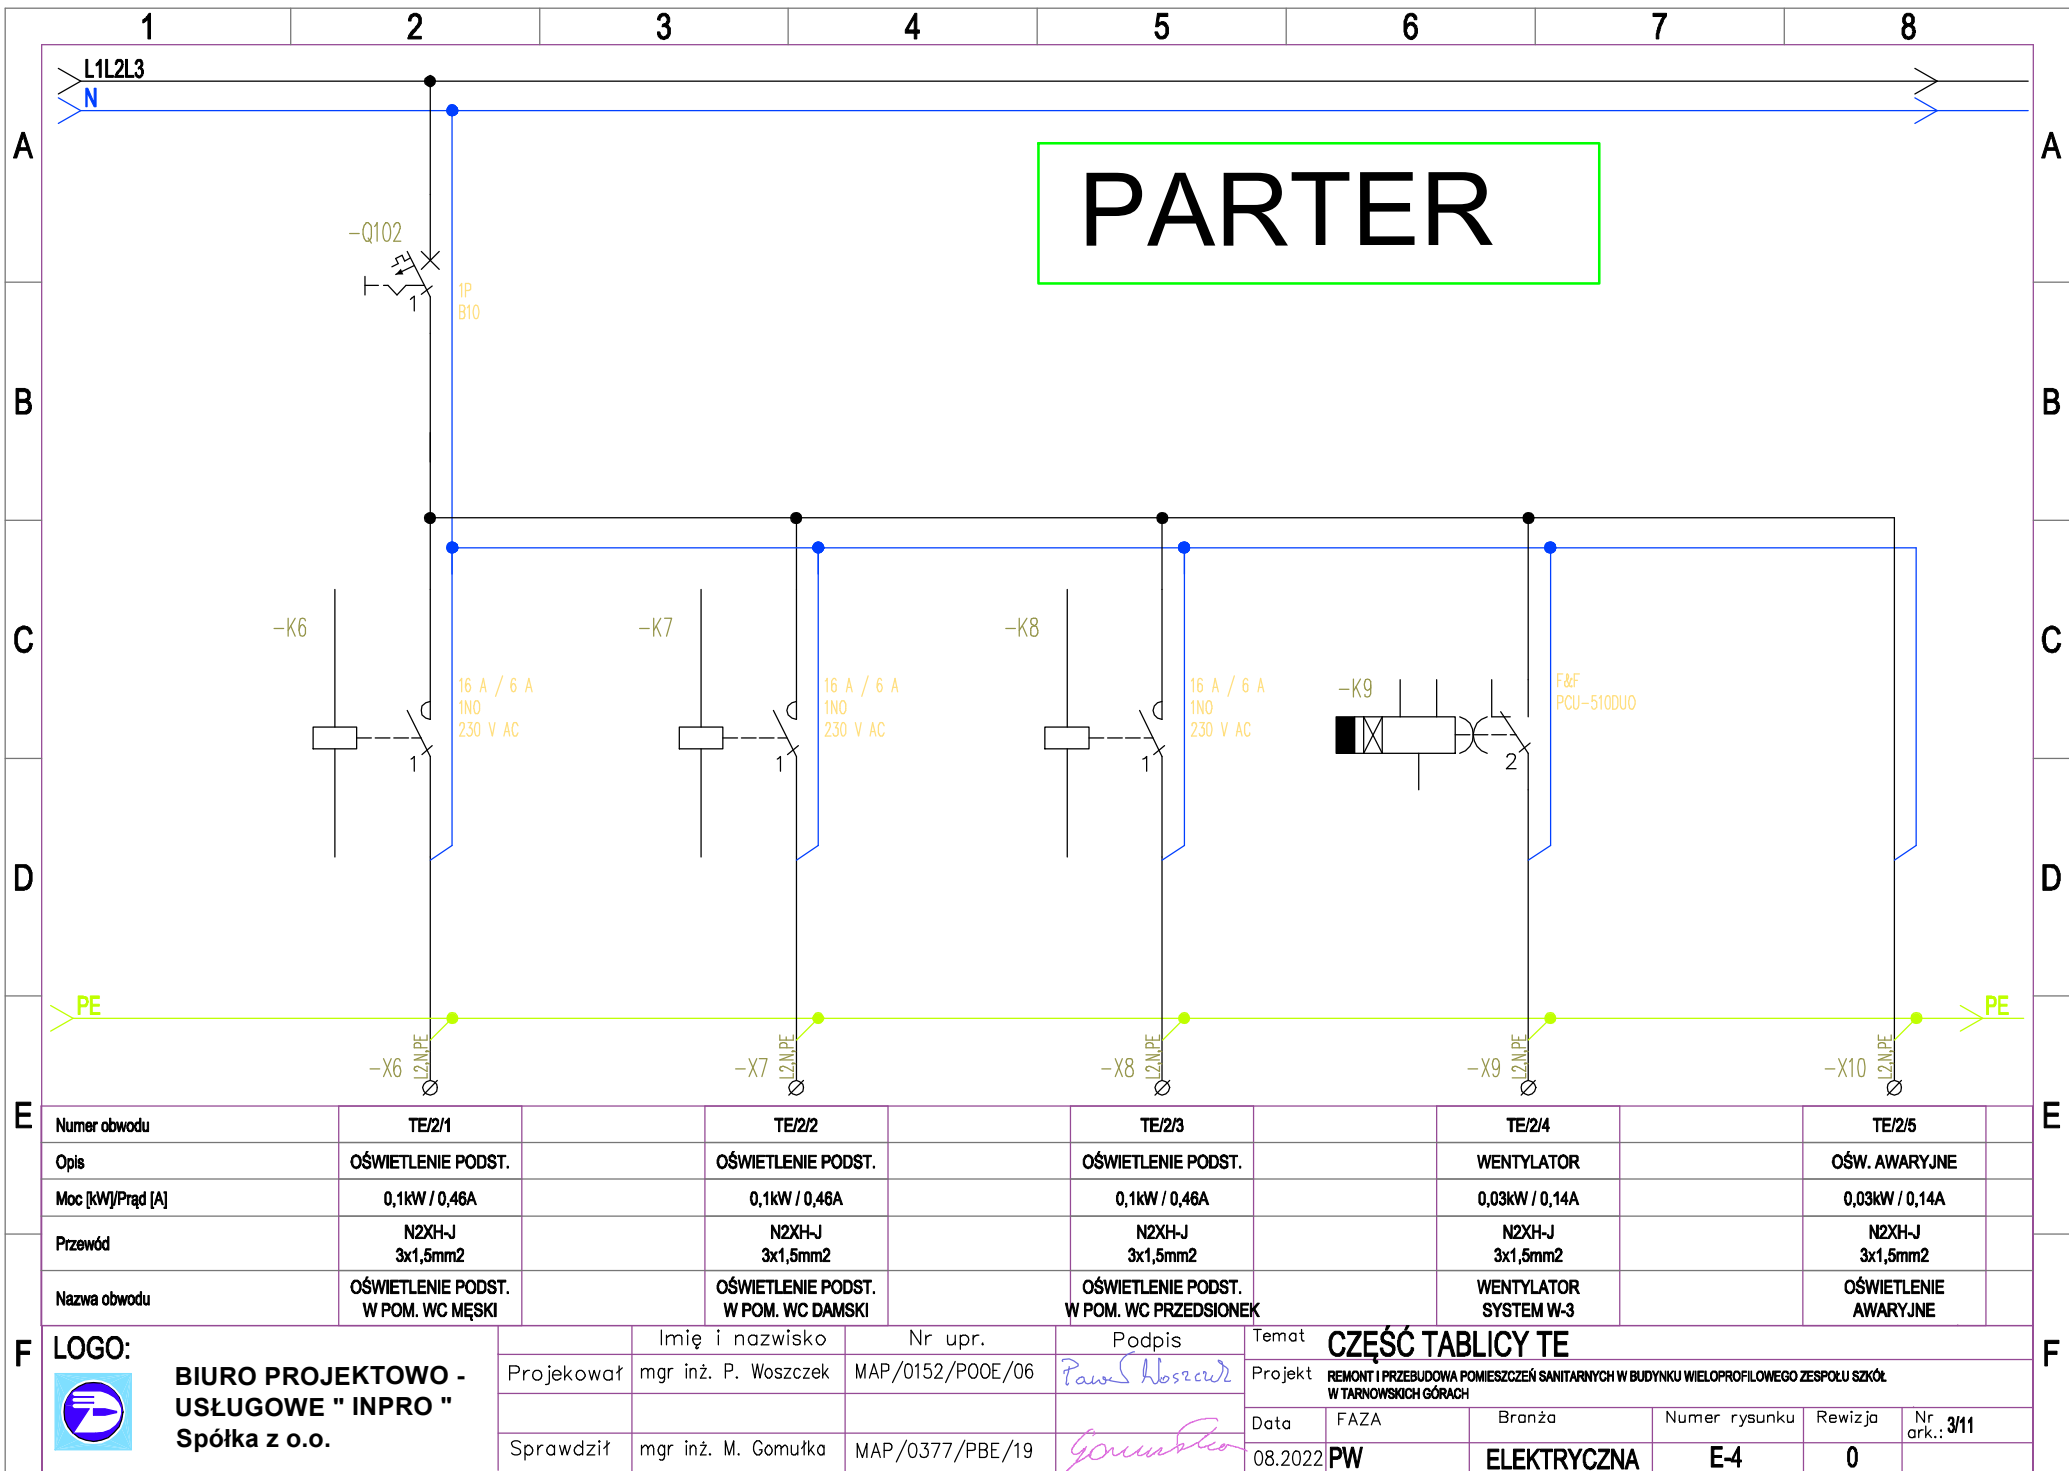 1 2 3 4 5 6 7 8
L1L2L3
N
A A
PARTER
-Q102
1
1P
B10
B B
C C
-K6
16 A / 6 A
1NO
230 V AC
1
-K7
16 A / 6 A
1NO
230 V AC
1
-K8
16 A / 6 A
1NO
230 V AC
1
-K9
F&F
PCU-510DUO
2
D D
PE PE
-X6 L2,N,PE
-X7 L2,N,PE
-X8 L2,N,PE
-X9 L2,N,PE
-X10 L2,N,PE
E E
Numer obwodu TE/2/1 TE/2/2 TE/2/3 TE/2/4 TE/2/5
Opis OŚWIETLENIE PODST. OŚWIETLENIE PODST. OŚWIETLENIE PODST. WENTYLATOR OŚW. AWARYJNE
Moc [kW]/Prąd [A] 0,1kW / 0,46A 0,1kW / 0,46A 0,1kW / 0,46A 0,03kW / 0,14A 0,03kW / 0,14A
Przewód N2XH-J N2XH-J N2XH-J N2XH-J N2XH-J
3x1,5mm2 3x1,5mm2 3x1,5mm2 3x1,5mm2 3x1,5mm2
Nazwa obwodu OŚWIETLENIE PODST. OŚWIETLENIE PODST. OŚWIETLENIE PODST. WENTYLATOR OŚWIETLENIE
W POM. WC MĘSKI W POM. WC DAMSKI W POM. WC PRZEDSIONEK SYSTEM W-3 AWARYJNE
F F
LOGO:
BIURO PROJEKTOWO -
USŁUGOWE " INPRO "
Spółka z o.o.
Imię i nazwisko Nr upr. Podpis
Projekował mgr inż. P. Woszczek MAP/0152/POOE/06 Paweł Woszczek
Sprawdził mgr inż. M. Gomułka MAP/0377/PBE/19 Gomułka
Temat CZĘŚĆ TABLICY TE
Projekt REMONT I PRZEBUDOWA POMIESZCZEŃ SANITARNYCH W BUDYNKU WIELOPROFILOWEGO ZESPOŁU SZKÓŁ
W TARNOWSKICH GÓRACH
Data FAZA Branża Numer rysunku Rewizja Nr ark.: 3/11
08.2022 PW ELEKTRYCZNA E-4 0